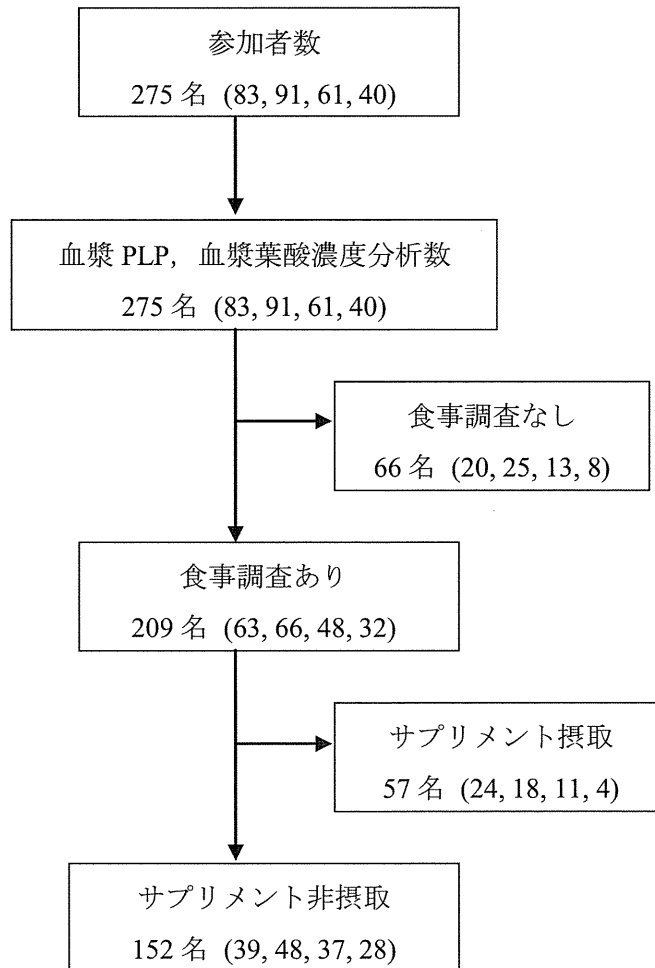 参加者数
275 名 (83, 91, 61, 40)
血漿 PLP, 血漿葉酸濃度分析数
275 名 (83, 91, 61, 40)
食事調査なし
66 名 (20, 25, 13, 8)
食事調査あり
209 名 (63, 66, 48, 32)
サプリメント摂取
57 名 (24, 18, 11, 4)
サプリメント非摂取
152 名 (39, 48, 37, 28)